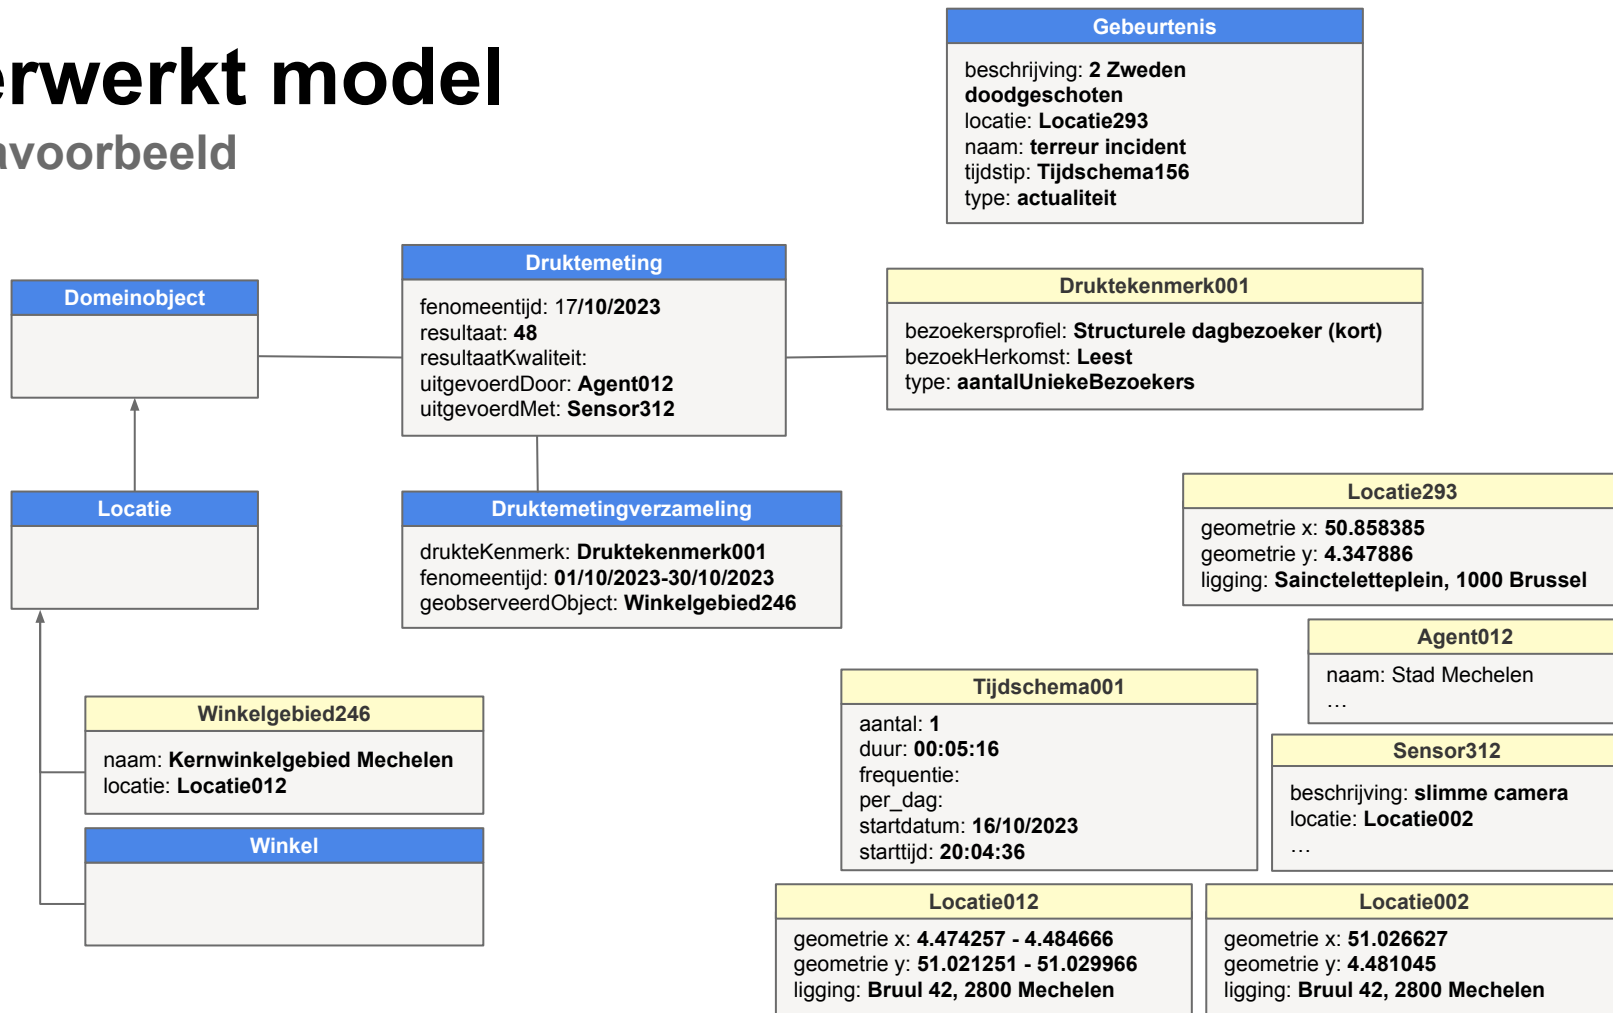 erwerkt model
avoorbeeld
Gebeurtenis
beschrijving: 2 Zweden
doodgeschoten
locatie: Locatie293
naam: terreur incident
tijdstip: Tijdschema156
type: actualiteit
Domeinobject
Druktemeting
fenomeentijd: 17/10/2023
resultaat: 48
resultaatKwaliteit:
uitgevoerdDoor: Agent012
uitgevoerdMet: Sensor312
Druktekenmerk001
bezoekersprofiel: Structurele dagbezoeker (kort)
bezoekHerkomst: Leest
type: aantalUniekeBezoekers
Locatie
Druktemetingverzameling
drukteKenmerk: Druktekenmerk001
fenomeentijd: 01/10/2023-30/10/2023
geobserveerdObject: Winkelgebied246
Locatie293
geometrie x: 50.858385
geometrie y: 4.347886
ligging: Saincteletteplein, 1000 Brussel
Agent012
naam: Stad Mechelen
…
Winkelgebied246
naam: Kernwinkelgebied Mechelen
locatie: Locatie012
Winkel
Tijdschema001
aantal: 1
duur: 00:05:16
frequentie:
per_dag:
startdatum: 16/10/2023
starttijd: 20:04:36
Sensor312
beschrijving: slimme camera
locatie: Locatie002
…
Locatie012
geometrie x: 4.474257 - 4.484666
geometrie y: 51.021251 - 51.029966
ligging: Bruul 42, 2800 Mechelen
Locatie002
geometrie x: 51.026627
geometrie y: 4.481045
ligging: Bruul 42, 2800 Mechelen